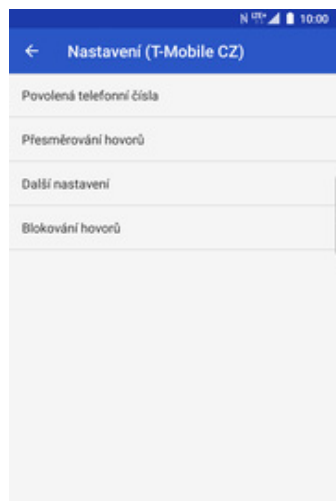 10:00
Nastavení (T-Mobile CZ)
Povolená telefonní čísla
Přesměrování hovorů
Další nastavení
Blokování hovorů